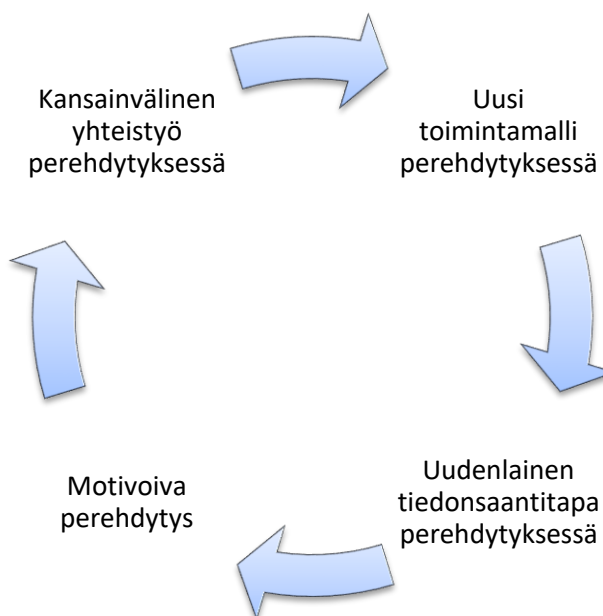 Kansainvälinen
yhteistyö
perehdytyksessä
Uusi
toimintamalli
perehdytyksessä
Uudenlainen
tiedonsaantitapa
perehdytyksessä
Motivoiva
perehdytys